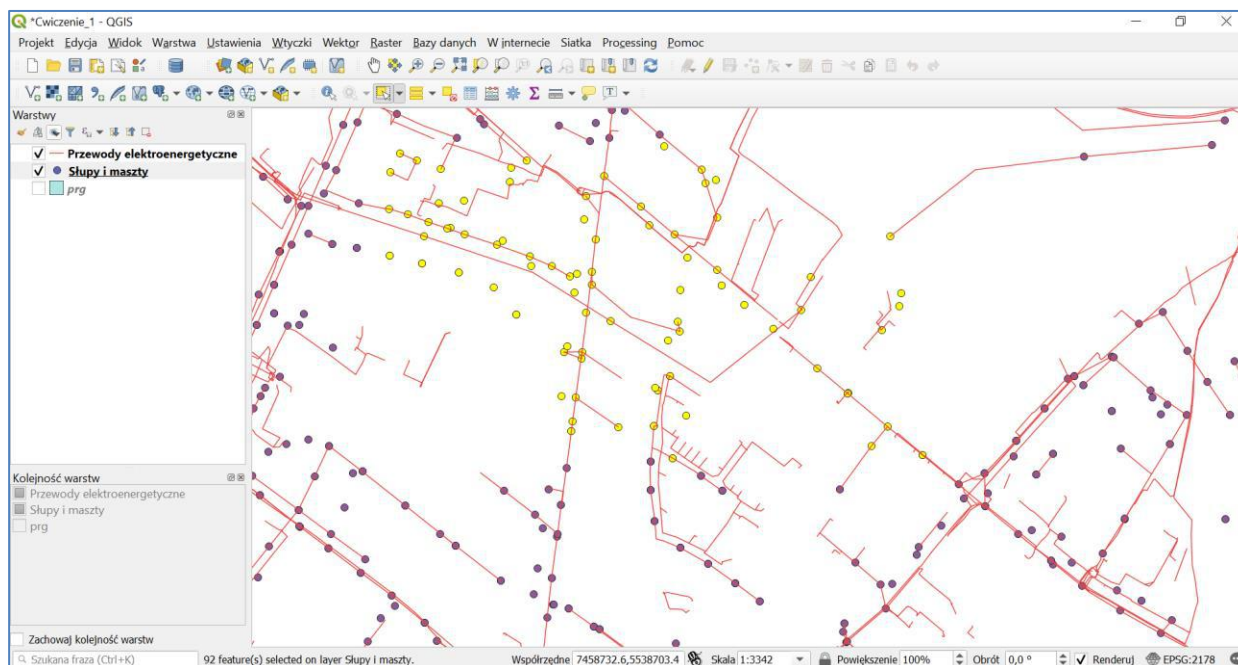 *Cwiczenie_1 - QGIS
Projekt Edycja Widok Warstwa Ustawienia Wtyczki Wektor Raster Bazy danych W internecie Siatka Processing Pomoc
Warstwy
Przewody elektroenergetyczne
Słupy i maszty
prg
Kolejność warstw
Przewody elektroenergetyczne
Słupy i maszty
prg
Zachowaj kolejność warstw
Szukana fraza (Ctrl+K) 92 feature(s) selected on layer Słupy i maszty. Współrzędne 7458732.6,5538703.4 Skala 1:3342 Powiększenie 100% Obrót 0,0 ° Renderuj EPSG:2178